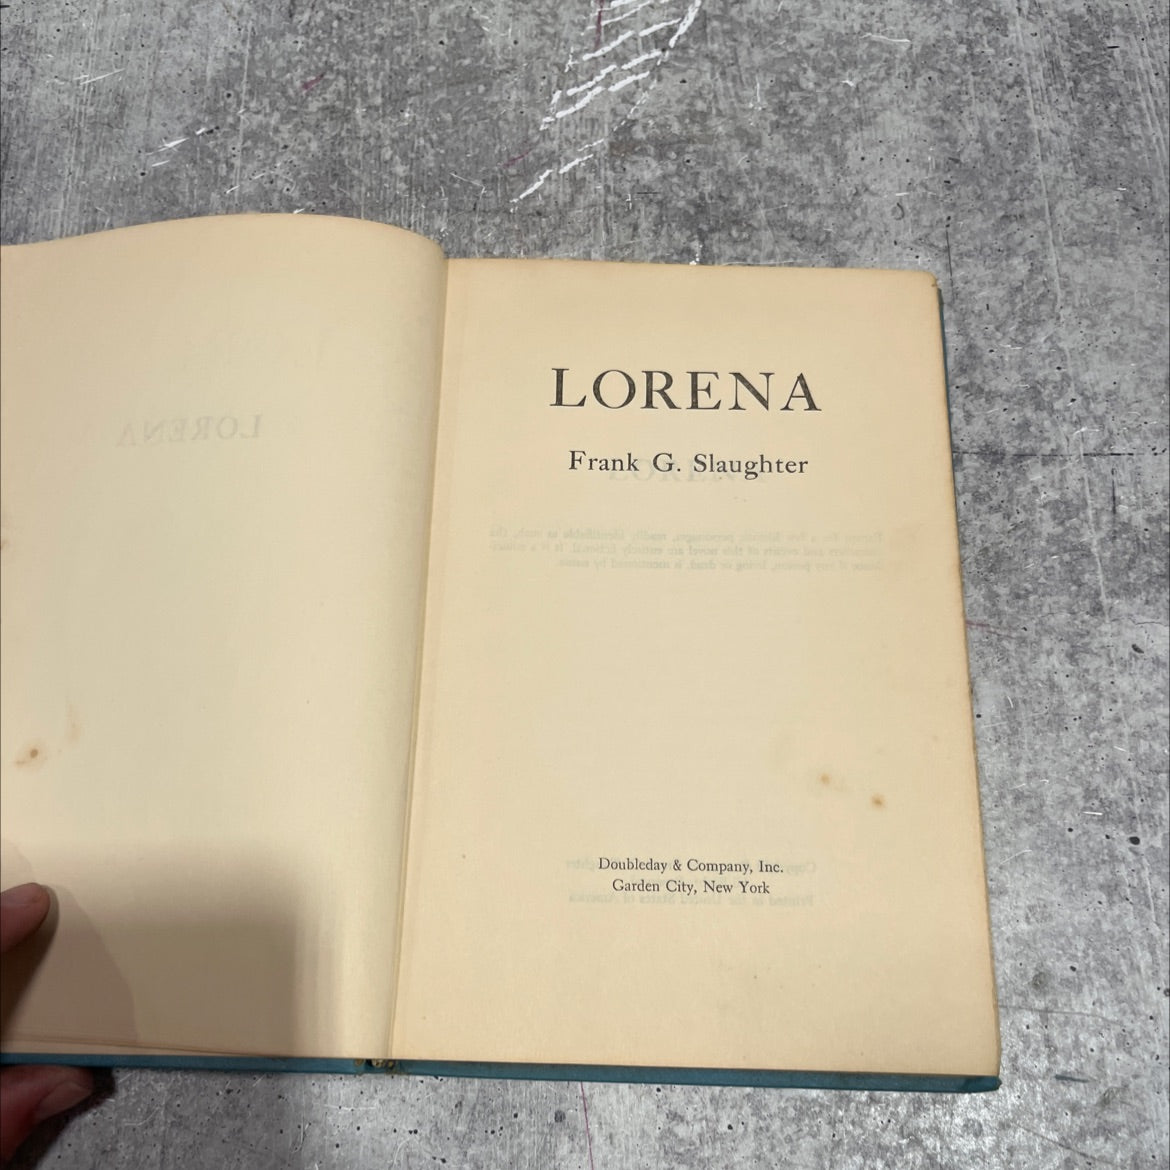 LORENA
Frank G. Slaughter
Doubleday & Company, Inc.
Garden City, New York